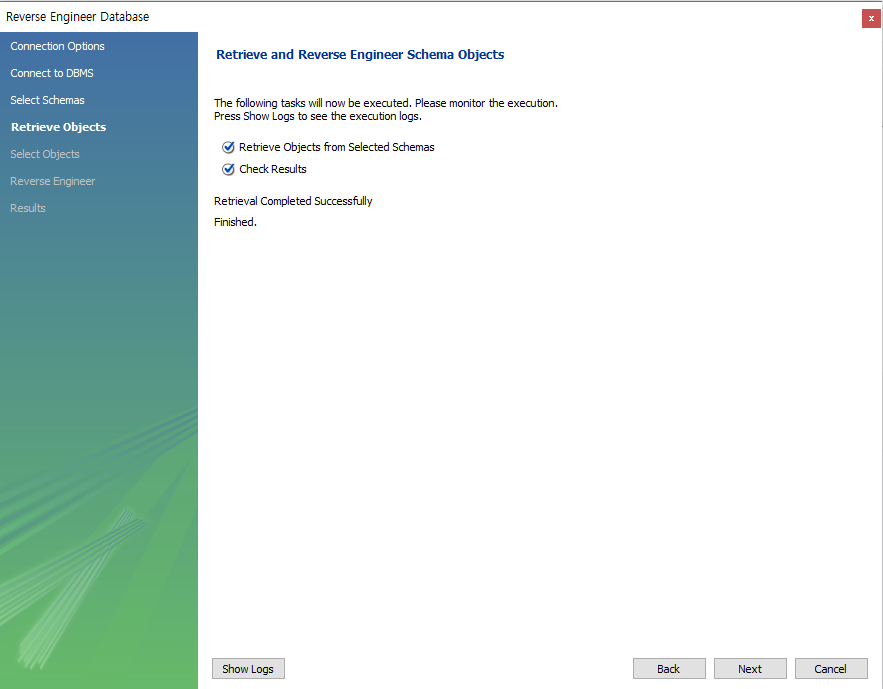 Reverse Engineer Database
x
Connection Options
Connect to DBMS
Select Schemas
Retrieve Objects
Select Objects
Reverse Engineer
Results
Retrieve and Reverse Engineer Schema Objects
The following tasks will now be executed. Please monitor the execution.
Press Show Logs to see the execution logs.
Retrieve Objects from Selected Schemas
Check Results
Retrieval Completed Successfully
Finished.
Show Logs
Back
Next
Cancel